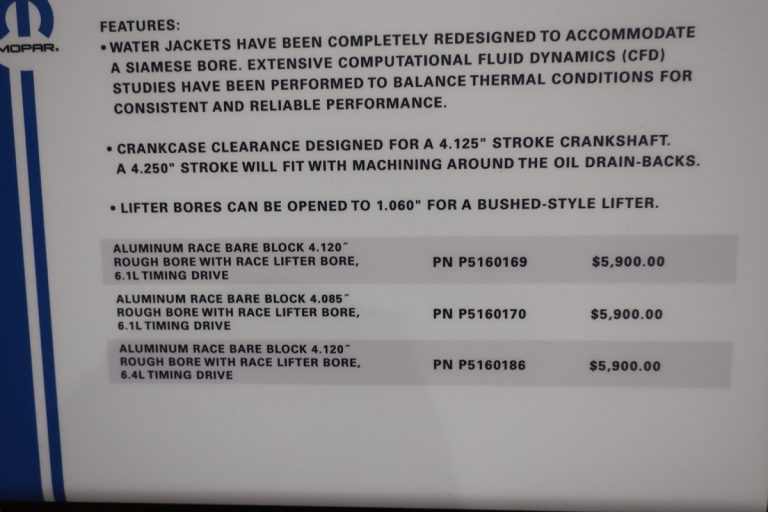 MOPAR®
FEATURES:
• WATER JACKETS HAVE BEEN COMPLETELY REDESIGNED TO ACCOMMODATE
A SIAMESE BORE. EXTENSIVE COMPUTATIONAL FLUID DYNAMICS (CFD)
STUDIES HAVE BEEN PERFORMED TO BALANCE THERMAL CONDITIONS FOR
CONSISTENT AND RELIABLE PERFORMANCE.
• CRANKCASE CLEARANCE DESIGNED FOR A 4.125" STROKE CRANKSHAFT.
A 4.250" STROKE WILL FIT WITH MACHINING AROUND THE OIL DRAIN-BACKS.
• LIFTER BORES CAN BE OPENED TO 1.060" FOR A BUSHED-STYLE LIFTER.
ALUMINUM RACE BARE BLOCK 4.120″
ROUGH BORE WITH RACE LIFTER BORE, PN P5160169 $5,900.00
6.1L TIMING DRIVE
ALUMINUM RACE BARE BLOCK 4.085″
ROUGH BORE WITH RACE LIFTER BORE, PN P5160170 $5,900.00
6.1L TIMING DRIVE
ALUMINUM RACE BARE BLOCK 4.120″
ROUGH BORE WITH RACE LIFTER BORE, PN P5160186 $5,900.00
6.4L TIMING DRIVE